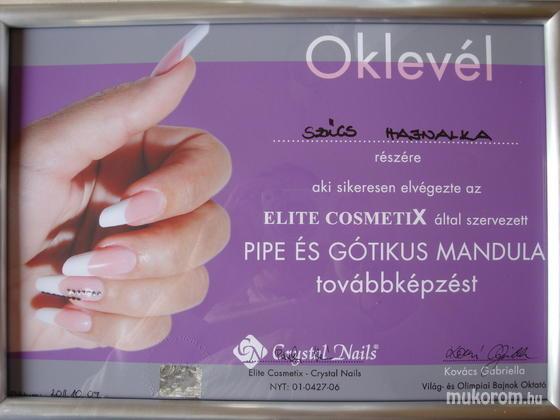 Oklevél
SZŰCS HAJNALKA
részére
aki sikeresen elvégezte az
ELITE COSMETIX által szervezett
PIPE ÉS GÓTIKUS MANDULA
továbbképzést
Crystal Nails®
Elite Cosmetix - Crystal Nails
NYT: 01-0427-06
Kovács Gabriella
Világ- és Olimpiai Bajnok Oktató
mukorom.hu